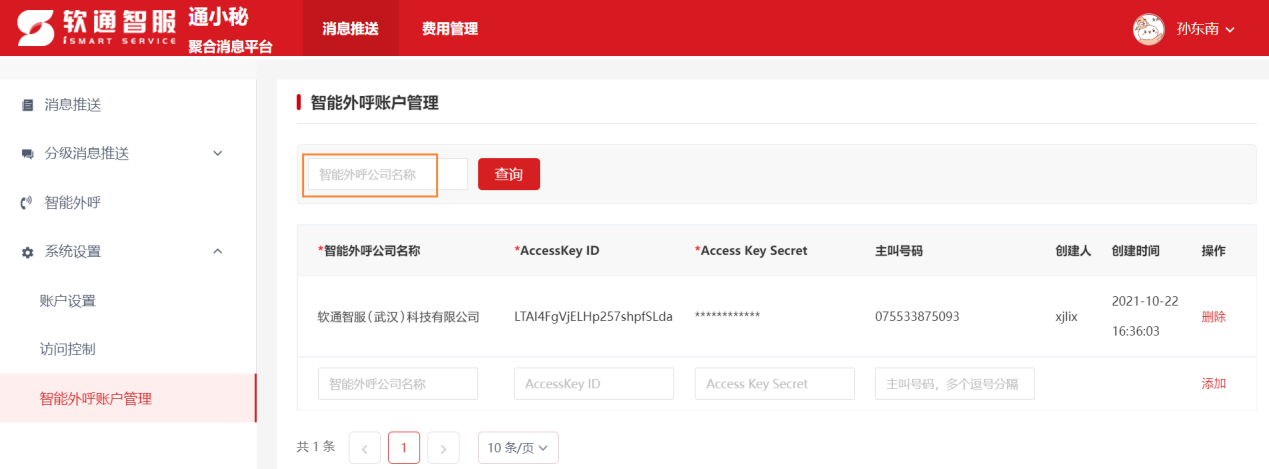 软通智服
iSMART SERVICE
通小秘
聚合消息平台
消息推送
费用管理
孙东南
消息推送
分级消息推送
智能外呼
系统设置
账户设置
访问控制
智能外呼账户管理
智能外呼账户管理
智能外呼公司名称
查询
*智能外呼公司名称 *AccessKey ID *Access Key Secret 主叫号码 创建人 创建时间 操作
软通智服(武汉)科技有限公司 LTAI4FgVjELHp257shpfSLda ************ 075533875093 xjlix 2021-10-22 删除
16:36:03
智能外呼公司名称 AccessKey ID Access Key Secret 主叫号码，多个逗号分隔 添加
共 1 条 < 1 > 10 条/页